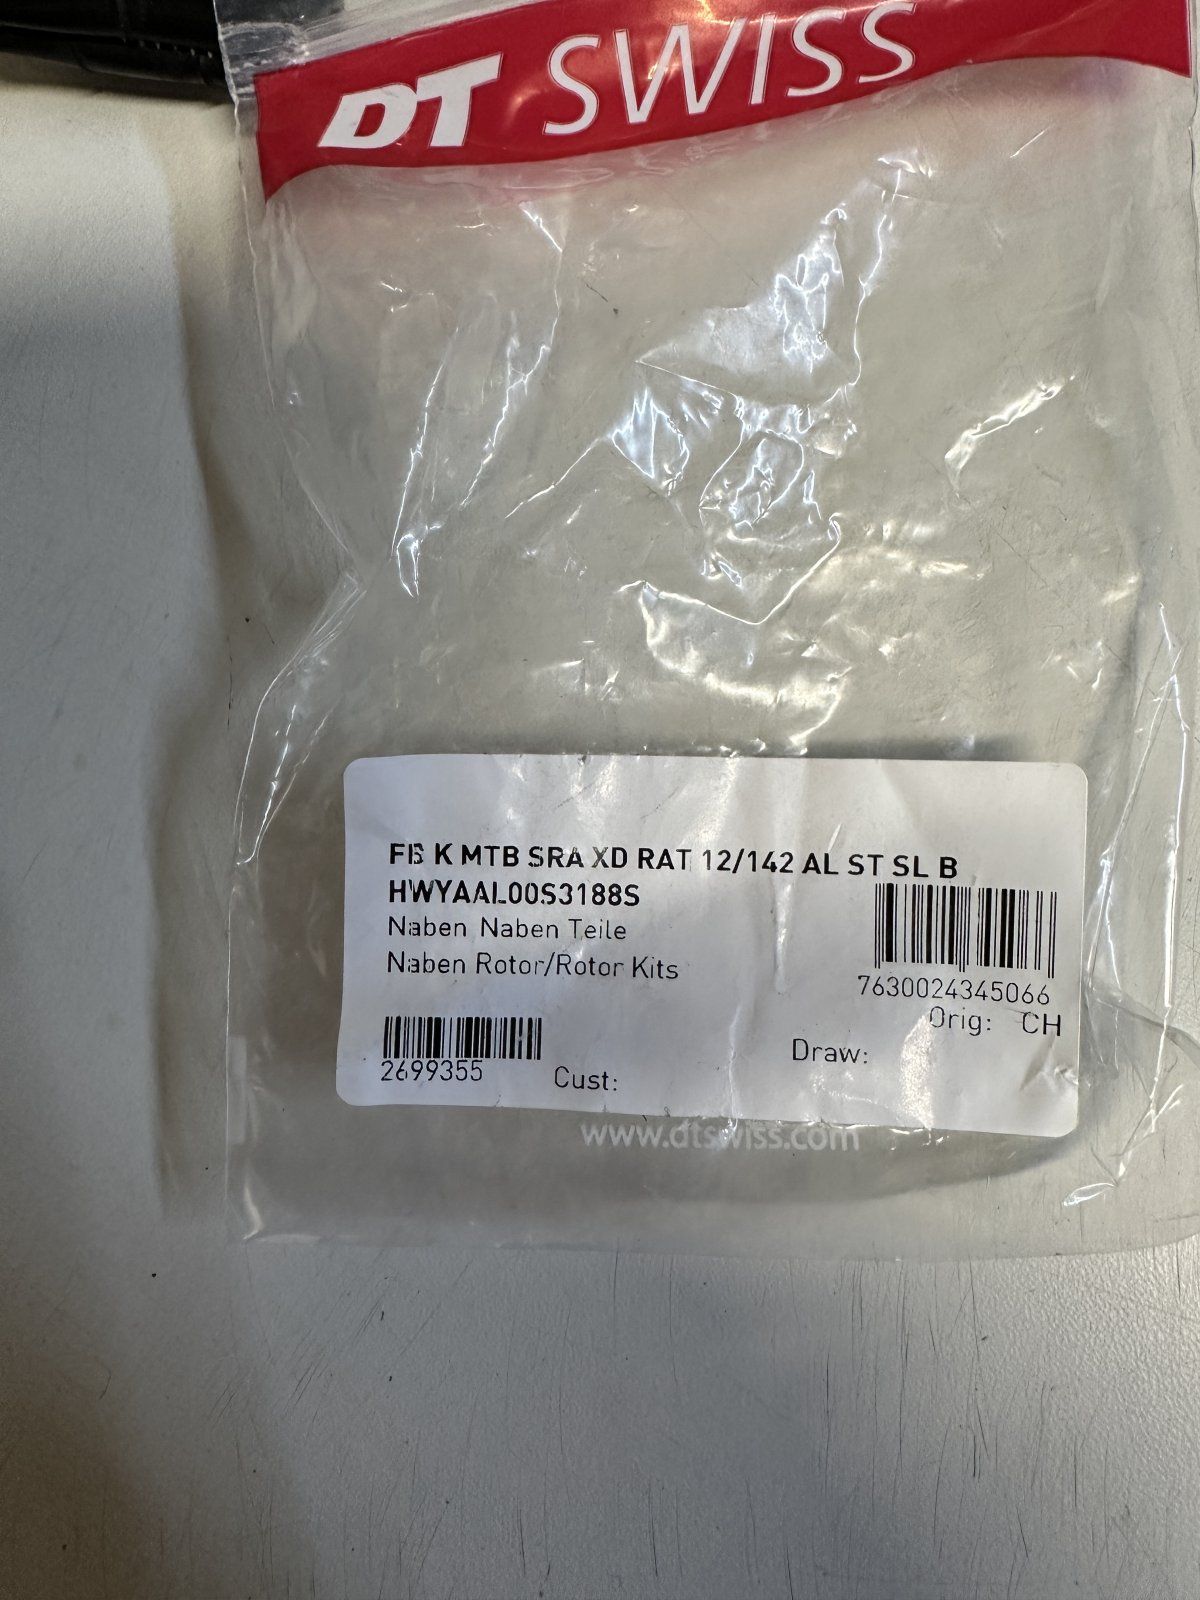 DT SWISS
FB K MTB SRA XD RAT 12/142 AL ST SL B
HWYAAL00S3188S
Naben Naben Teile
Naben Rotor/Rotor Kits
7630024345066
Orig: CH
Draw:
2699355
Cust:
www.dtswiss.com